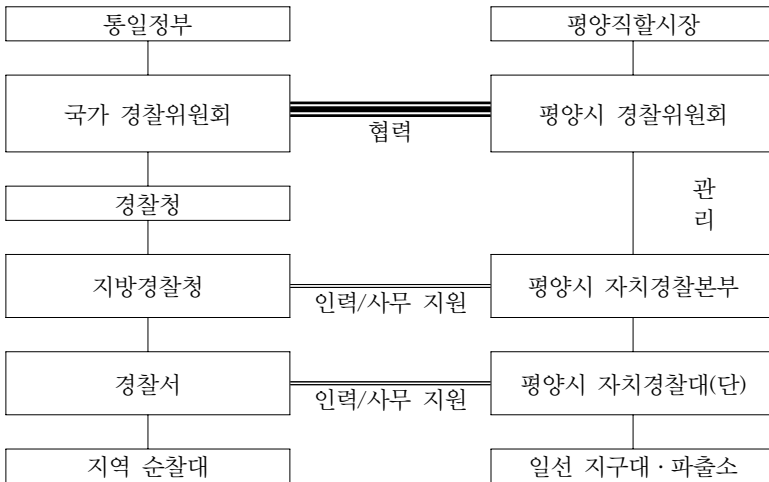 통일정부
평양직할시장
국가 경찰위원회
평양시 경찰위원회
협력
경찰청
관
리
지방경찰청
평양시 자치경찰본부
인력/사무 지원
경찰서
평양시 자치경찰대(단)
인력/사무 지원
지역 순찰대
일선 지구대 · 파출소